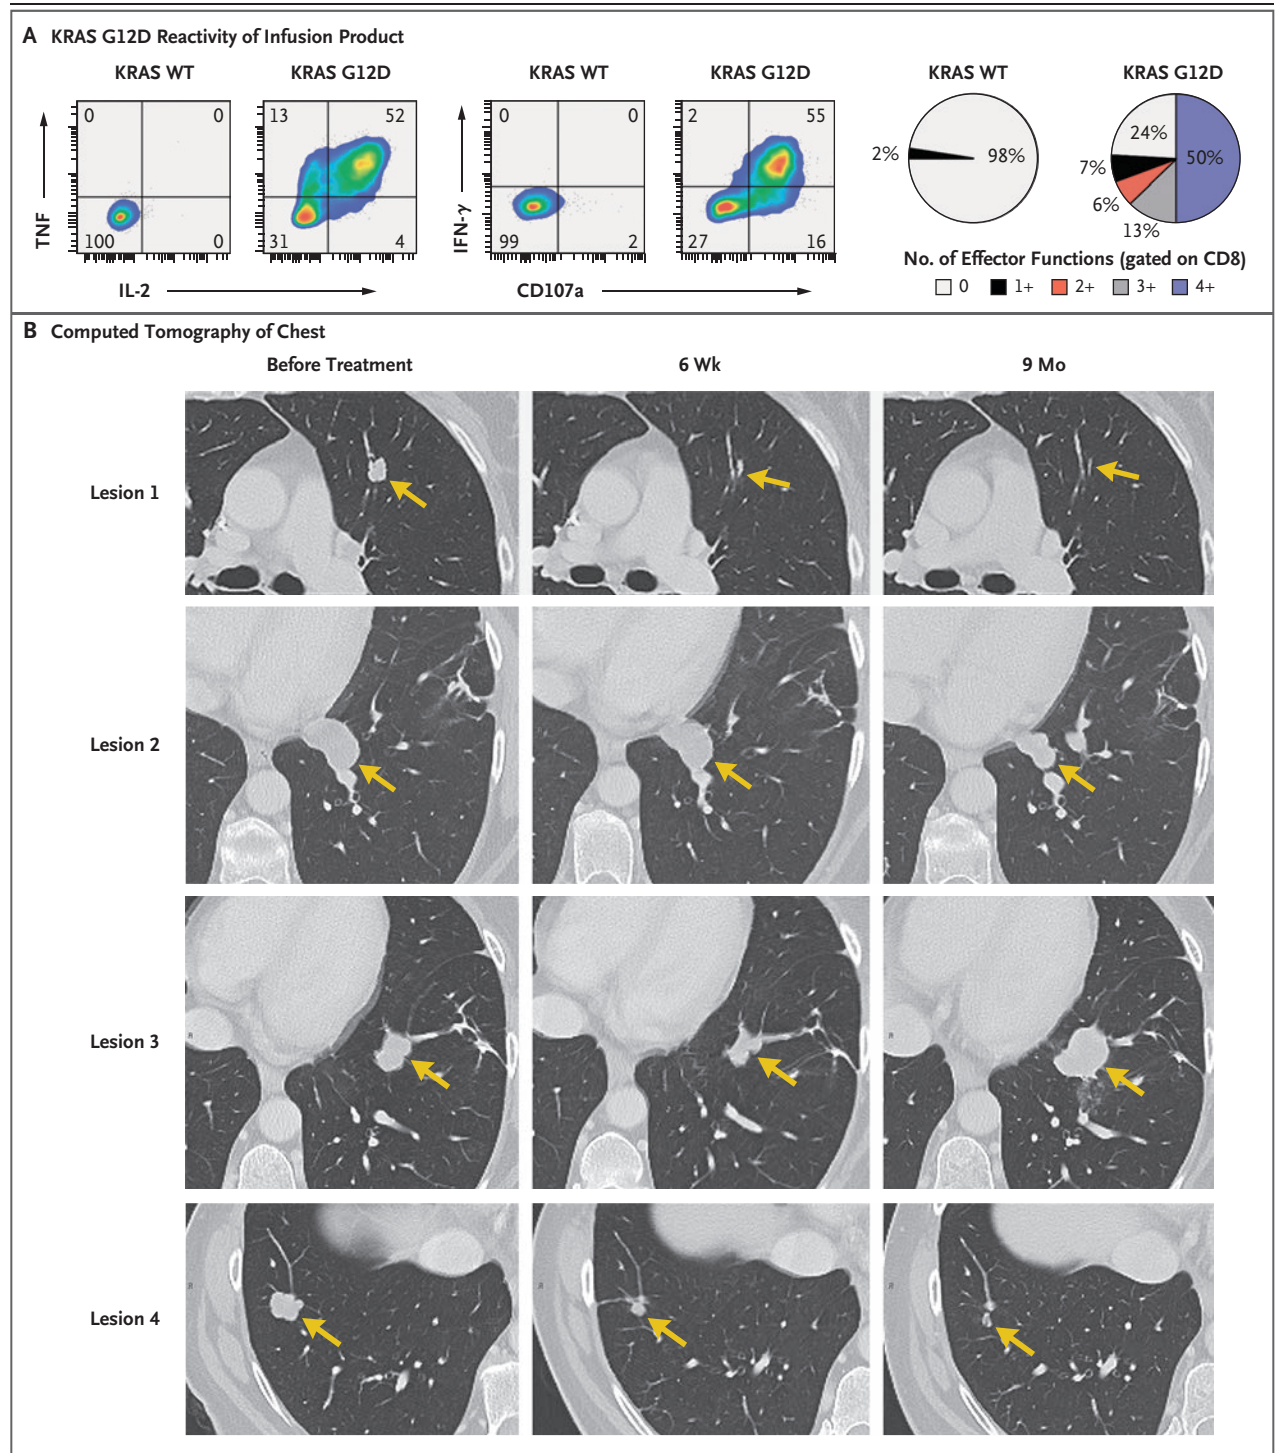 A KRAS G12D Reactivity of Infusion Product
KRAS WT KRAS G12D KRAS WT KRAS G12D KRAS WT KRAS G12D
0 0 13 52 0 0 2 55
24%
2% 98% 7% 50%
6%
13%
TNF
IFN-γ
100 0 31 4 99 2 27 16
No. of Effector Functions (gated on CD8)
IL-2 CD107a 0 1+ 2+ 3+ 4+
B Computed Tomography of Chest
Before Treatment 6 Wk 9 Mo
Lesion 1
Lesion 2
Lesion 3
Lesion 4